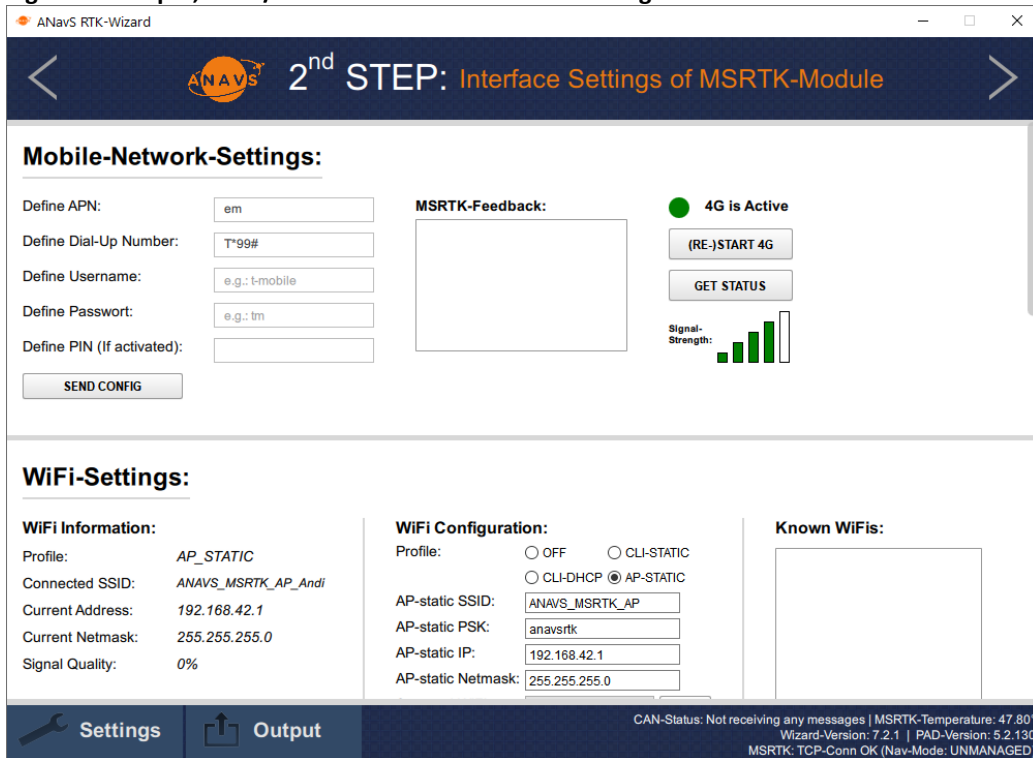 ANavS RTK-Wizard
ANAVS 2nd STEP: Interface Settings of MSRTK-Module
Mobile-Network-Settings:
Define APN:
em
Define Dial-Up Number:
T*99#
Define Username:
e.g.: t-mobile
Define Passwort:
e.g.: tm
Define PIN (If activated):
SEND CONFIG
MSRTK-Feedback:
4G is Active
(RE-)START 4G
GET STATUS
Signal-
Strength:
WiFi-Settings:
WiFi Information:
Profile: AP_STATIC
Connected SSID: ANAVS_MSRTK_AP_Andi
Current Address: 192.168.42.1
Current Netmask: 255.255.255.0
Signal Quality: 0%
WiFi Configuration:
Profile: OFF CLI-STATIC
CLI-DHCP AP-STATIC
AP-static SSID: ANAVS_MSRTK_AP
AP-static PSK: anavsrtk
AP-static IP: 192.168.42.1
AP-static Netmask: 255.255.255.0
Known WiFis:
Settings
Output
CAN-Status: Not receiving any messages | MSRTK-Temperature: 47.80°
Wizard-Version: 7.2.1 | PAD-Version: 5.2.130
MSRTK: TCP-Conn OK (Nav-Mode: UNMANAGED)